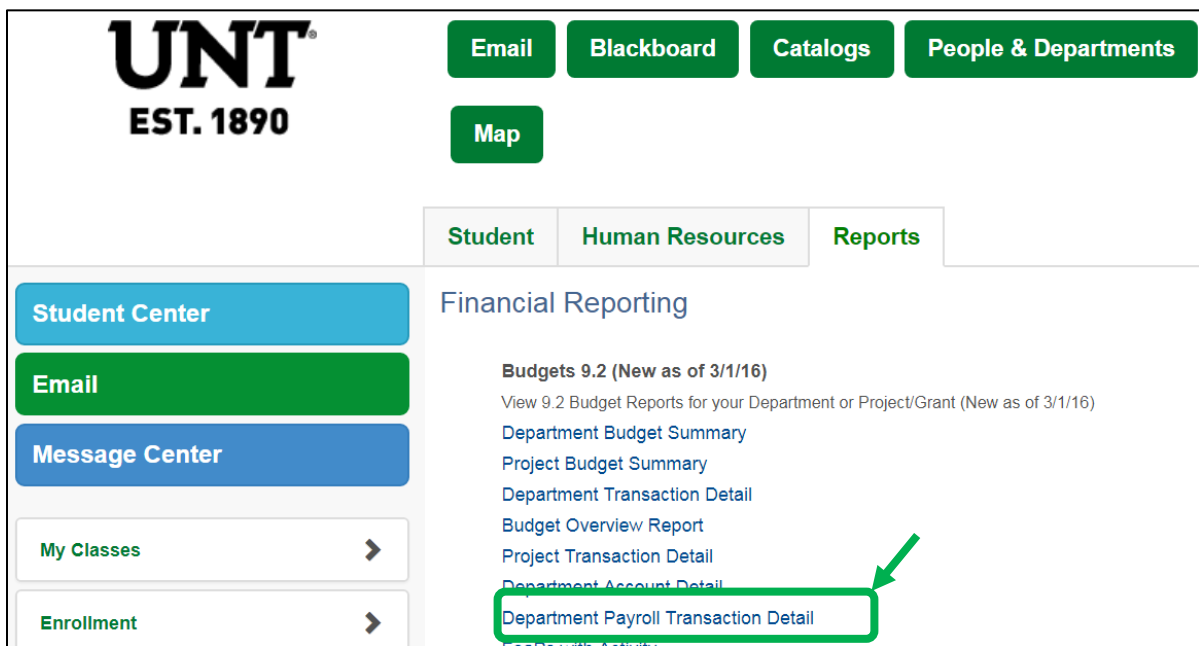 UNT®
EST. 1890
Email
Blackboard
Catalogs
People & Departments
Map
Student
Human Resources
Reports
Student Center
Email
Message Center
My Classes
Enrollment
Financial Reporting
Budgets 9.2 (New as of 3/1/16)
View 9.2 Budget Reports for your Department or Project/Grant (New as of 3/1/16)
Department Budget Summary
Project Budget Summary
Department Transaction Detail
Budget Overview Report
Project Transaction Detail
Department Account Detail
Department Payroll Transaction Detail
with Activity